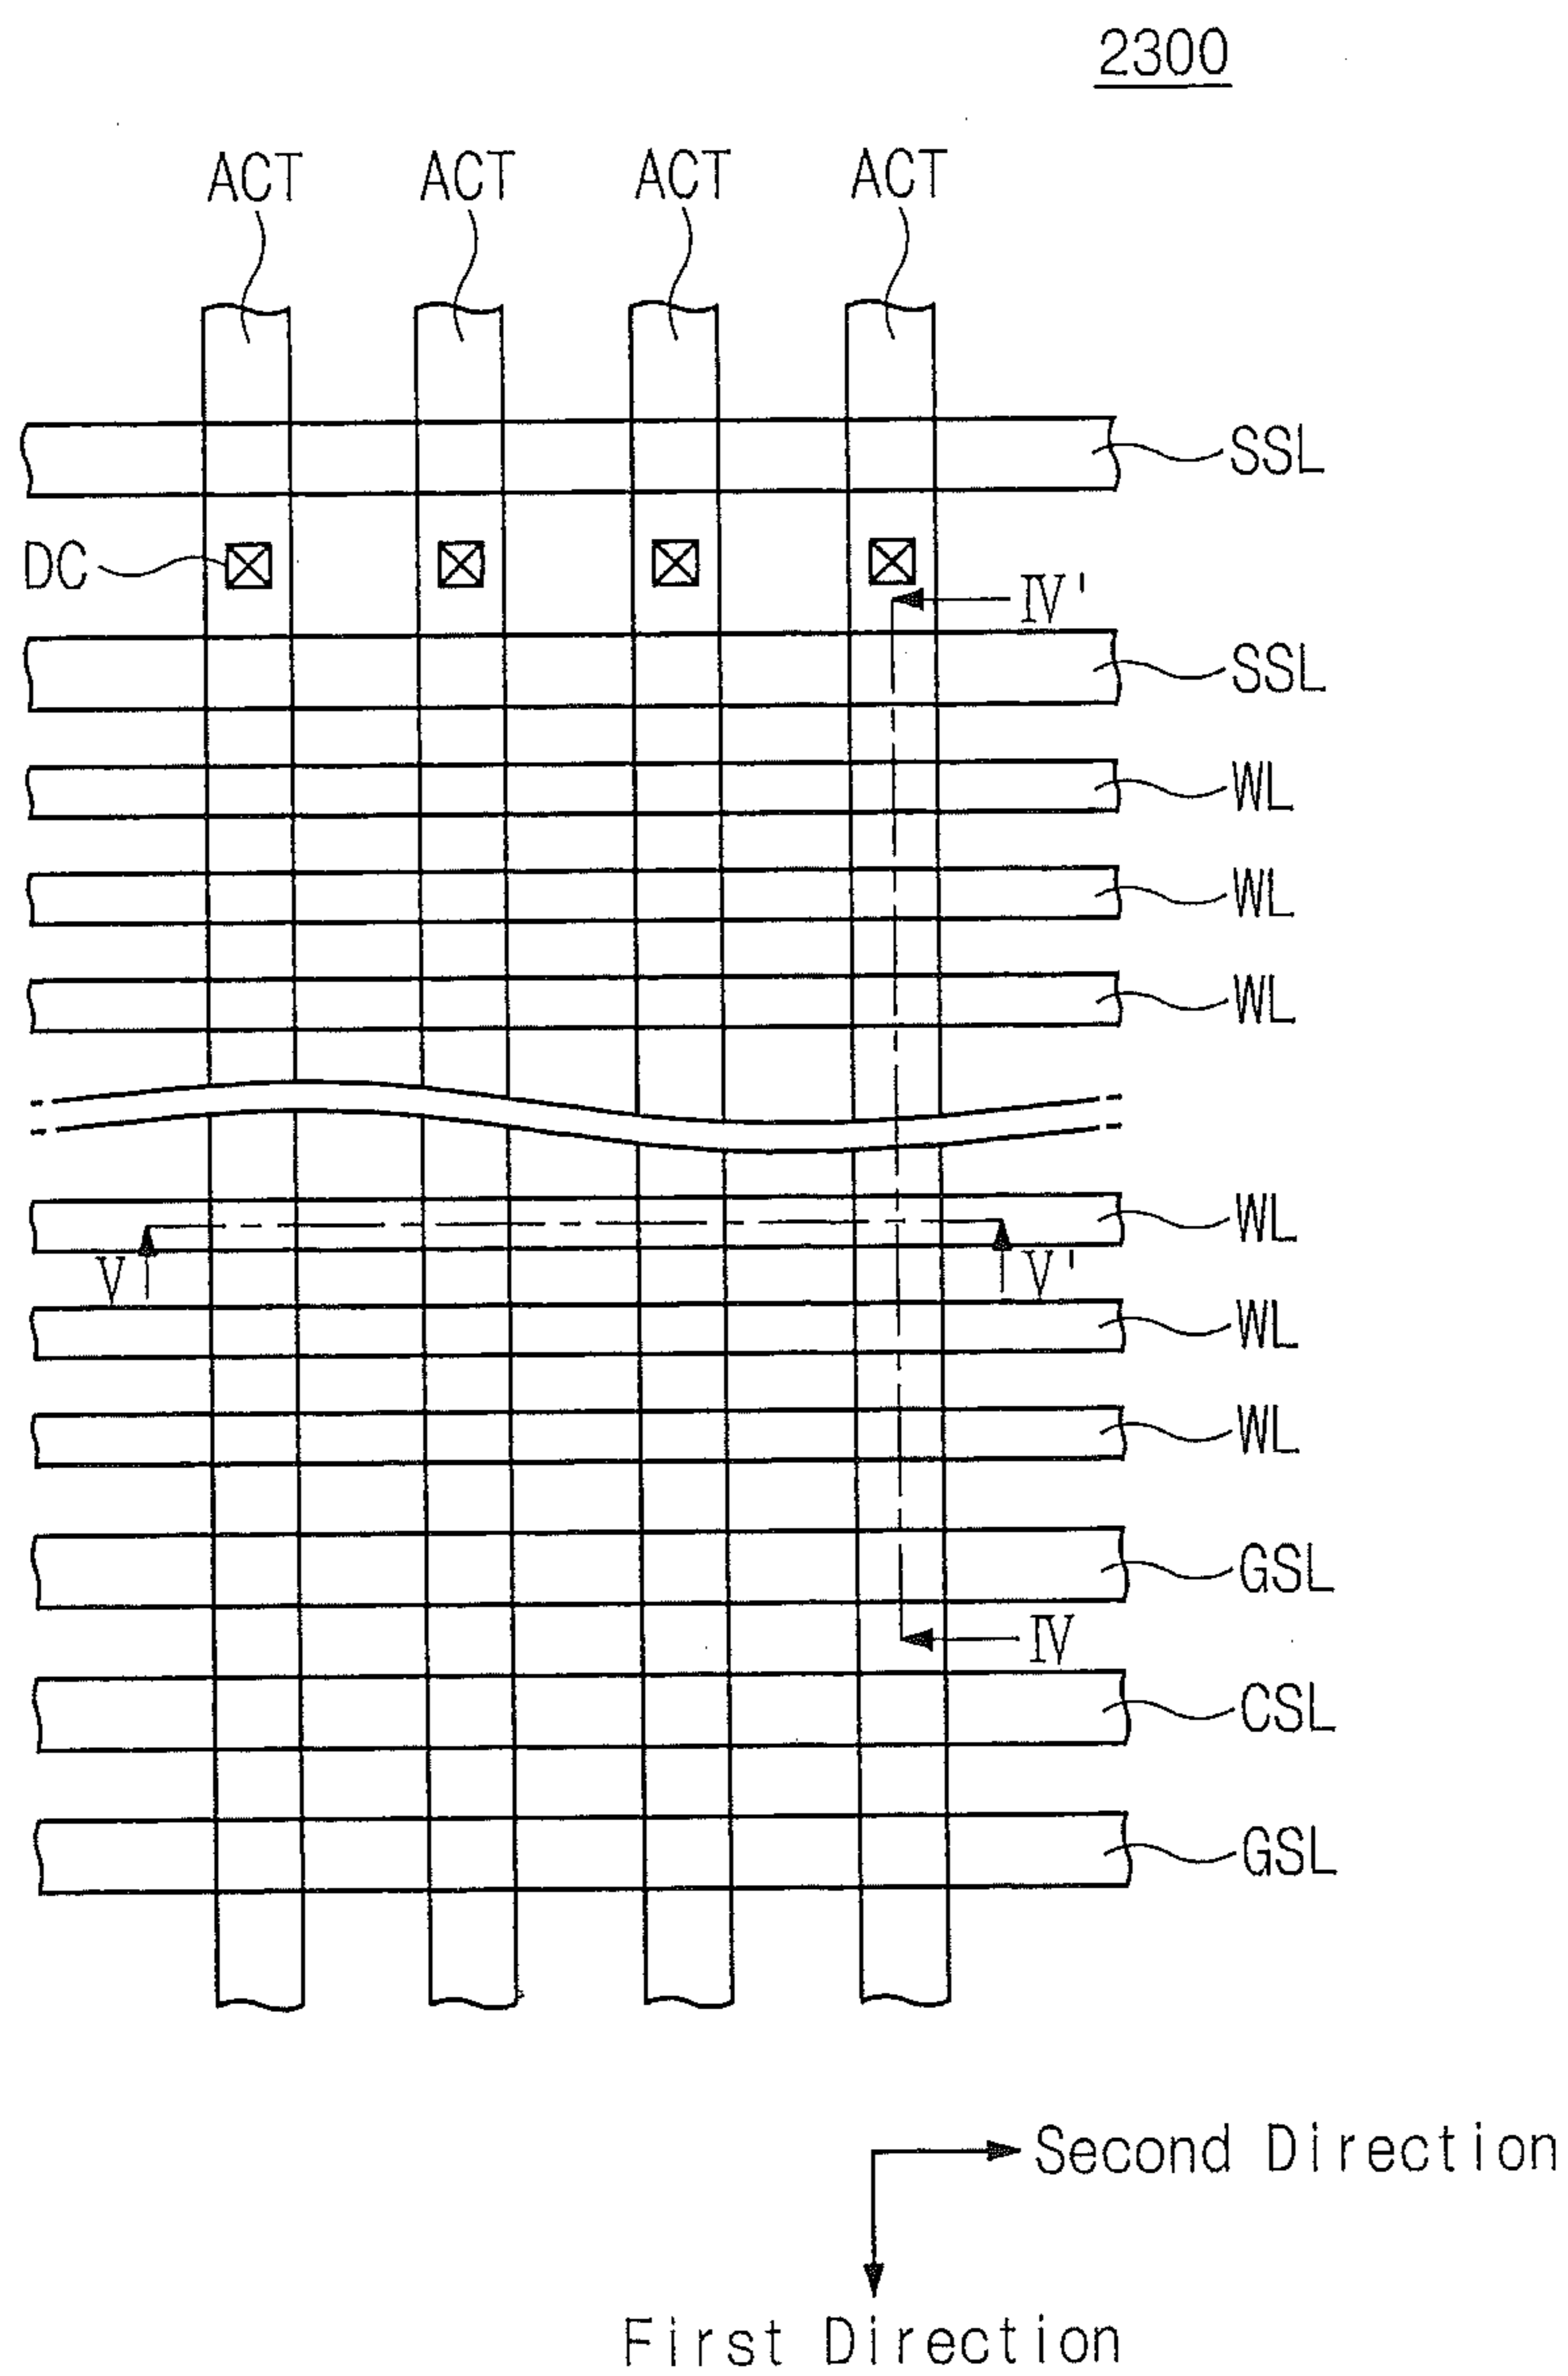 2300
ACT ACT ACT ACT
SSL
DC
IV'
SSL
WL
WL
WL
WL
V V'
WL
WL
GSL
IV
CSL
GSL
Second Direction
First Direction